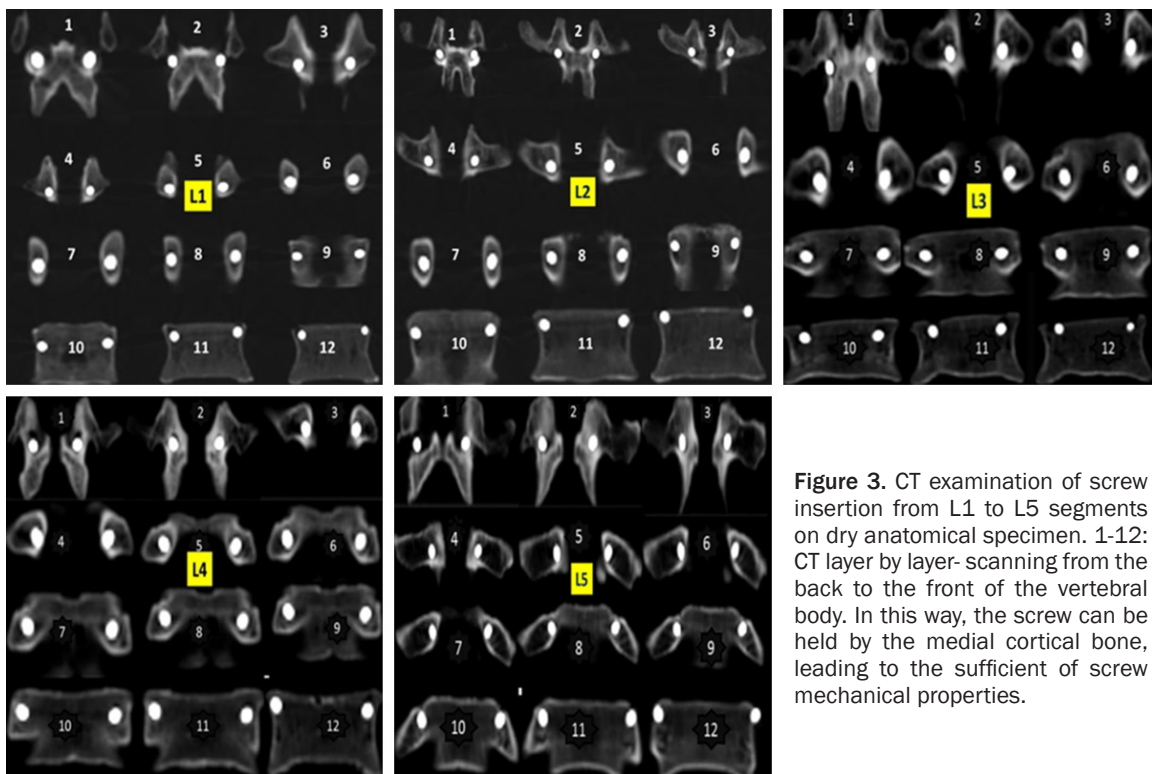 1 2 3
4 5 6
L1
7 8 9
10 11 12
1 2 3
4 5 6
L2
7 8 9
10 11 12
1 2 3
4 5 6
L3
7 8 9
10 11 12
1 2 3
4 5 6
L4
7 8 9
10 11 12
1 2 3
4 5 6
L5
7 8 9
10 11 12
Figure 3. CT examination of screw
insertion from L1 to L5 segments
on dry anatomical specimen. 1-12:
CT layer by layer- scanning from the
back to the front of the vertebral
body. In this way, the screw can be
held by the medial cortical bone,
leading to the sufficient of screw
mechanical properties.